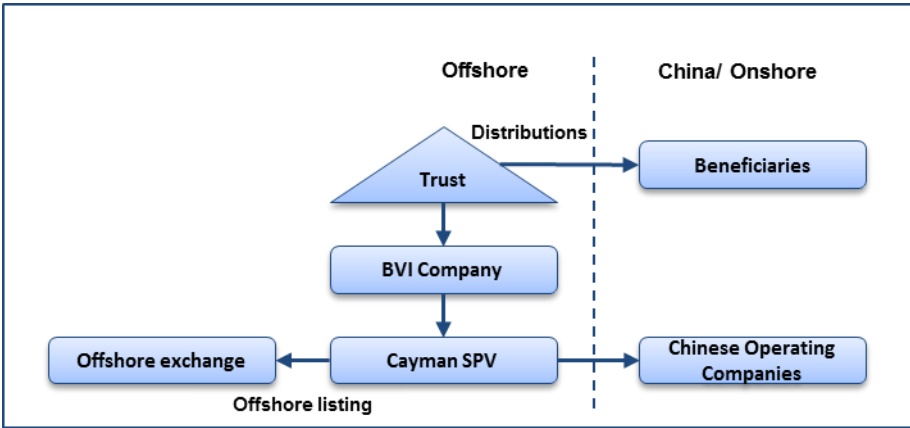 Offshore
China/ Onshore
Distributions
Trust
Beneficiaries
BVI Company
Offshore exchange
Cayman SPV
Chinese Operating
Companies
Offshore listing